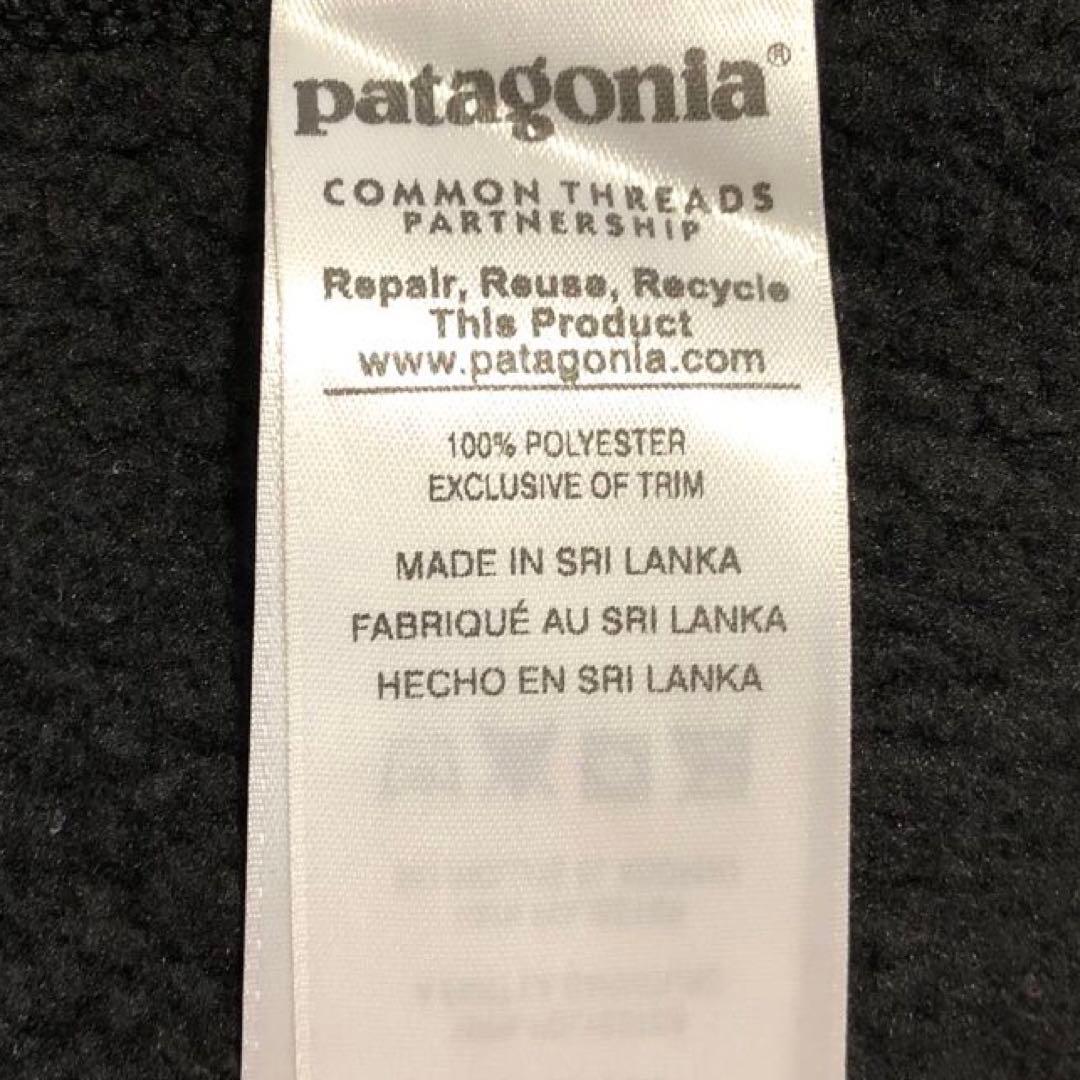 patagonia®
COMMON THREADS
PARTNERSHIP
Repair, Reuse, Recycle
This Product
www.patagonia.com
100% POLYESTER
EXCLUSIVE OF TRIM
MADE IN SRI LANKA
FABRIQUÉ AU SRI LANKA
HECHO EN SRI LANKA